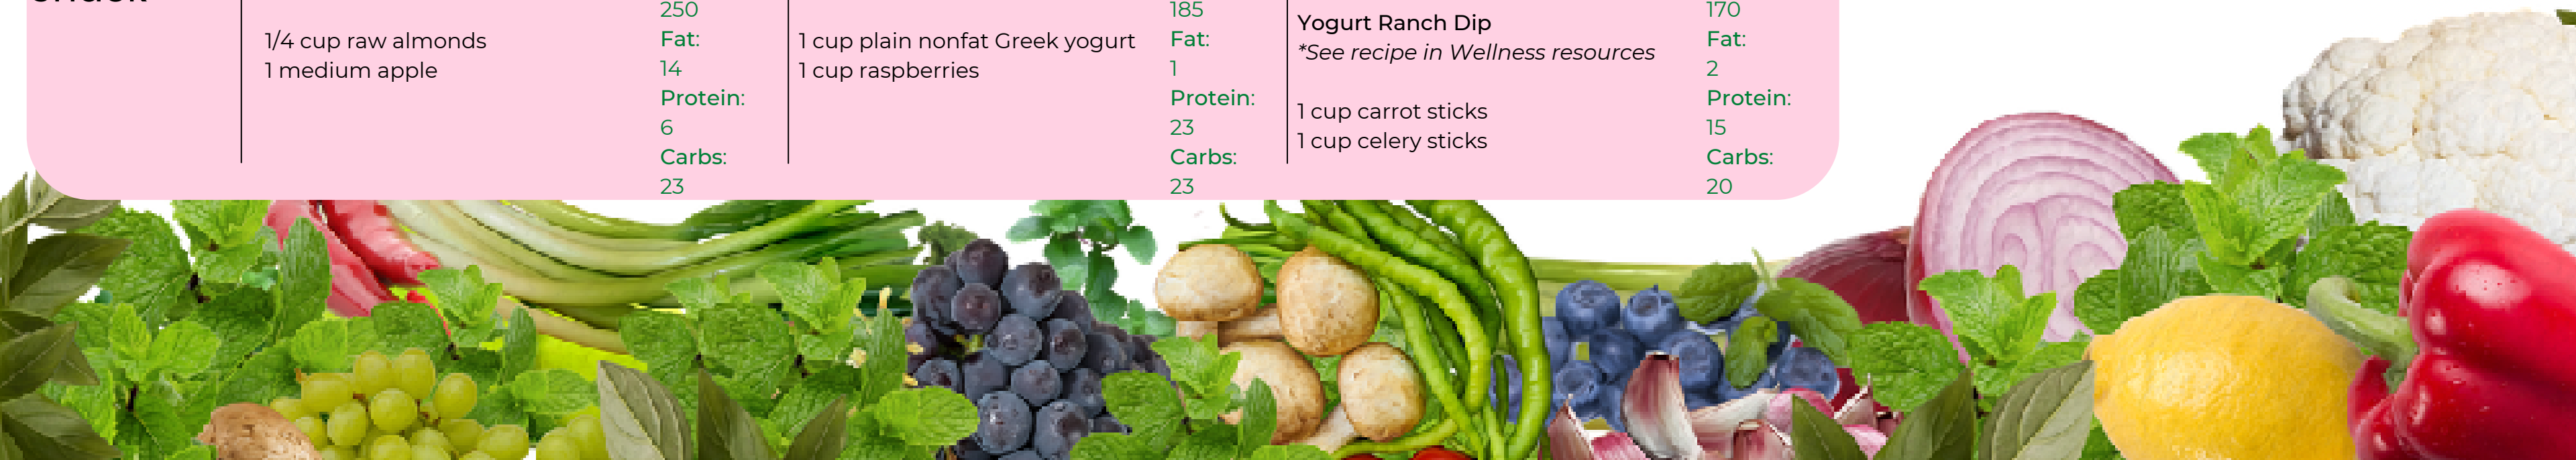 1/4 cup raw almonds
1 medium apple
250
Fat:
14
Protein:
6
Carbs:
23
1 cup plain nonfat Greek yogurt
1 cup raspberries
185
Fat:
1
Protein:
23
Carbs:
23
Yogurt Ranch Dip
*See recipe in Wellness resources
1 cup carrot sticks
1 cup celery sticks
170
Fat:
2
Protein:
15
Carbs:
20